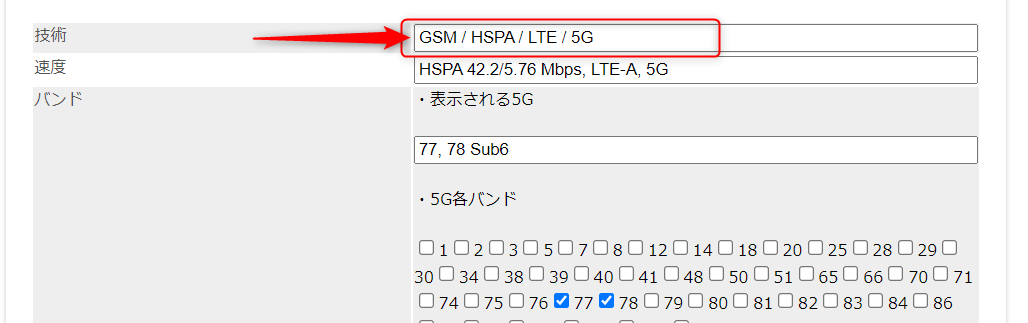 技術 GSM / HSPA / LTE / 5G
速度 HSPA 42.2/5.76 Mbps, LTE-A, 5G
バンド ・表示される5G
77, 78 Sub6
・5G各バンド
1 2 3 5 7 8 12 14 18 20 25 28 29
30 34 38 39 40 41 48 50 51 65 66 70 71
74 75 76 77 78 79 80 81 82 83 84 86